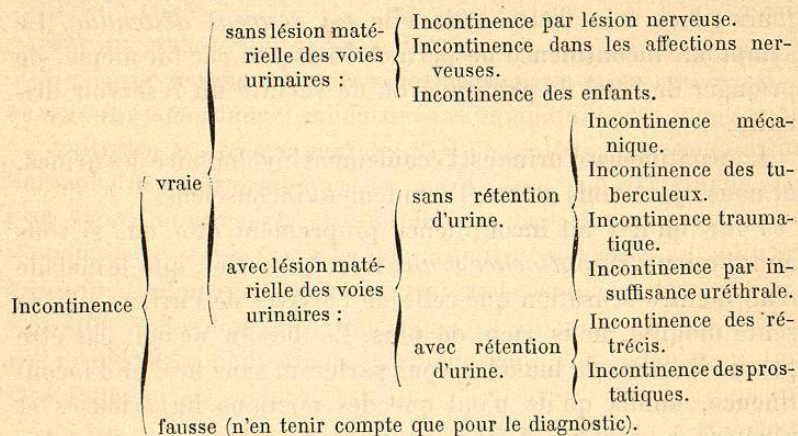 sans lésion maté-
rielle des voies
urinaires :
Incontinence par lésion nerveuse.
Incontinence dans les affections ner-
veuses.
Incontinence des enfants.
Incontinence
vraie
avec lésion maté-
rielle des voies
urinaires :
sans rétention
d'urine.
Incontinence méca-
nique.
Incontinence des tu-
berculeux.
Incontinence trauma-
tique.
Incontinence par in-
suffisance uréthrale.
avec rétention
d'urine.
Incontinence des ré-
trécis.
Incontinence des pros-
tatiques.
fausse (n'en tenir compte que pour le diagnostic).